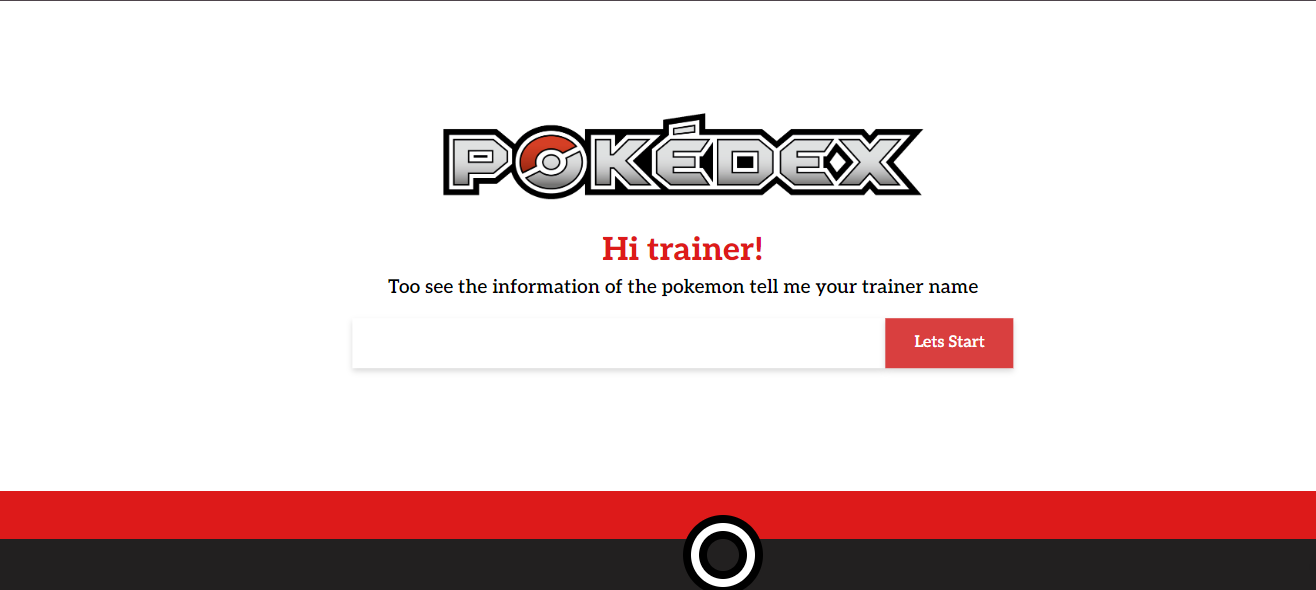 POKÉDEX
Hi trainer!
Too see the information of the pokemon tell me your trainer name
Lets Start